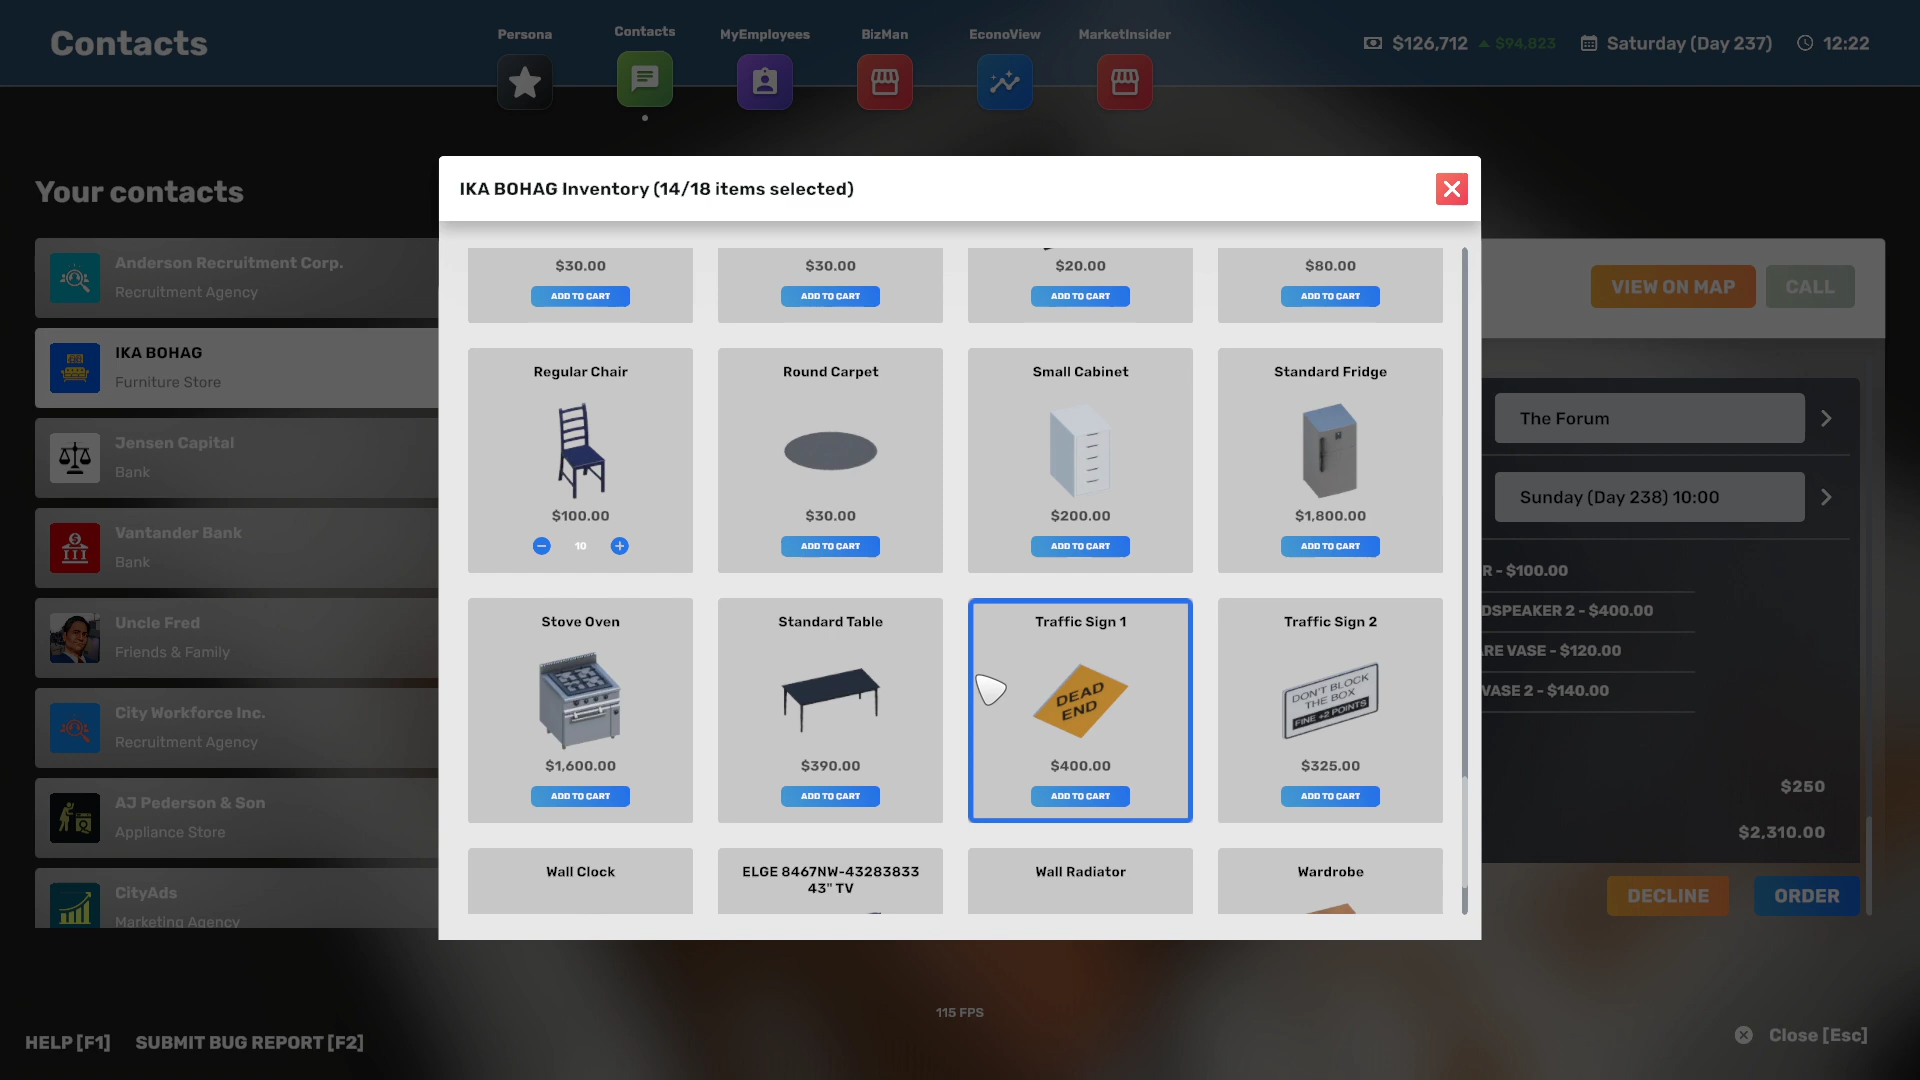 Contacts
Persona
Contacts
MyEmployees
BizMan
EconoView
MarketInsider
$126,712
$94,823
Saturday (Day 237)
12:22
Your contacts
Anderson Recruitment Corp.
Recruitment Agency
IKA BOHAG
Furniture Store
Jensen Capital
Bank
Vantander Bank
Bank
Uncle Fred
Friends & Family
City Workforce Inc.
Recruitment Agency
AJ Pederson & Son
Appliance Store
CityAds
Marketing Agency
IKA BOHAG Inventory (14/18 items selected)
$30.00
$30.00
$20.00
$80.00
ADD TO CART
ADD TO CART
ADD TO CART
ADD TO CART
Regular Chair
Round Carpet
Small Cabinet
Standard Fridge
$100.00
$30.00
$200.00
$1,800.00
10
ADD TO CART
ADD TO CART
ADD TO CART
Stove Oven
Standard Table
Traffic Sign 1
Traffic Sign 2
DEAD
END
DON'T BLOCK
THE BOX
FINE +2 POINTS
$1,600.00
$390.00
$400.00
$325.00
ADD TO CART
ADD TO CART
ADD TO CART
ADD TO CART
Wall Clock
ELGE 8467NW-43283833
43" TV
Wall Radiator
Wardrobe
VIEW ON MAP
CALL
The Forum
Sunday (Day 238) 10:00
R - $100.00
DSPEAKER 2 - $400.00
ARE VASE - $120.00
VASE 2 - $140.00
$250
$2,310.00
DECLINE
ORDER
115 FPS
HELP [F1]
SUBMIT BUG REPORT [F2]
Close [Esc]